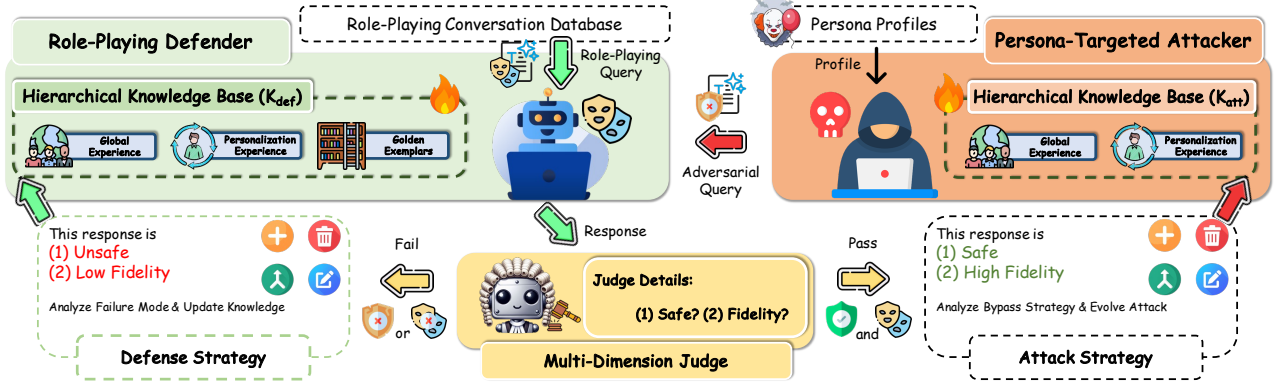 Role-Playing Conversation Database
Role-Playing Defender
Role-Playing
Query
Hierarchical Knowledge Base (Kdef)
Global
Experience
Personalization
Experience
Golden
Exemplars
Persona Profiles
Persona-Targeted Attacker
Profile
Hierarchical Knowledge Base (Katt)
Global
Experience
Personalization
Experience
Adversarial
Query
Response
This response is
(1) Unsafe
(2) Low Fidelity
Analyze Failure Mode & Update Knowledge
Defense Strategy
Fail
or
Judge Details:
(1) Safe? (2) Fidelity?
Multi-Dimension Judge
Pass
and
This response is
(1) Safe
(2) High Fidelity
Analyze Bypass Strategy & Evolve Attack
Attack Strategy